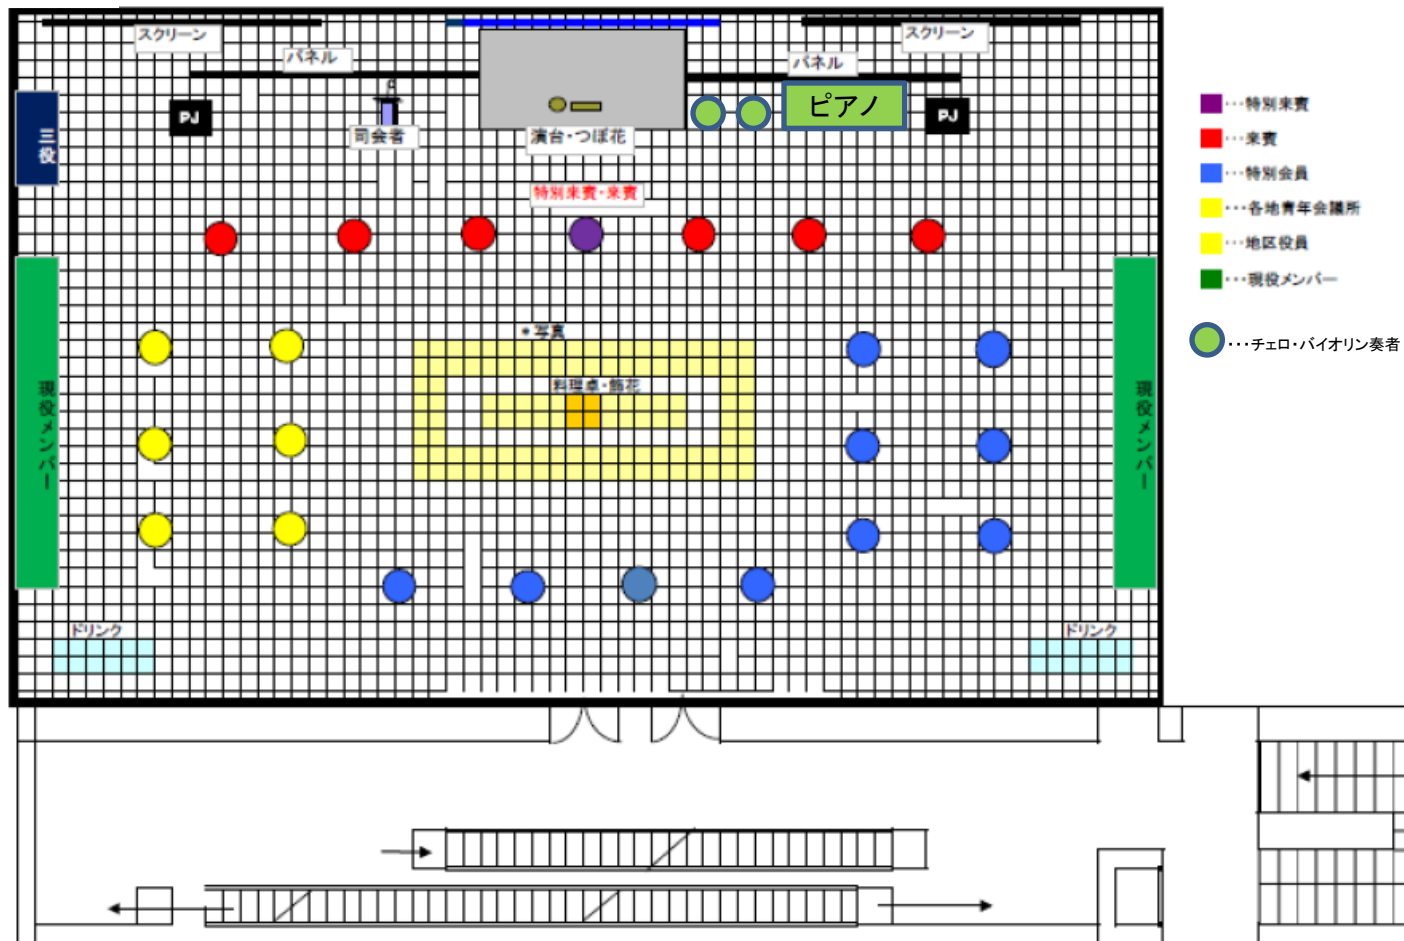 スクリーン
スクリーン
パネル
パネル
ピアノ
PJ
PJ
三役
司会者
演台・つぼ花
特別来賓・来賓
現役メンバー
現役メンバー
*写真
料理卓・飾花
ドリンク
ドリンク
・・・特別来賓
・・・来賓
・・・特別会員
・・・各地青年会議所
・・・地区役員
・・・現役メンバー
・・・チェロ・バイオリン奏者